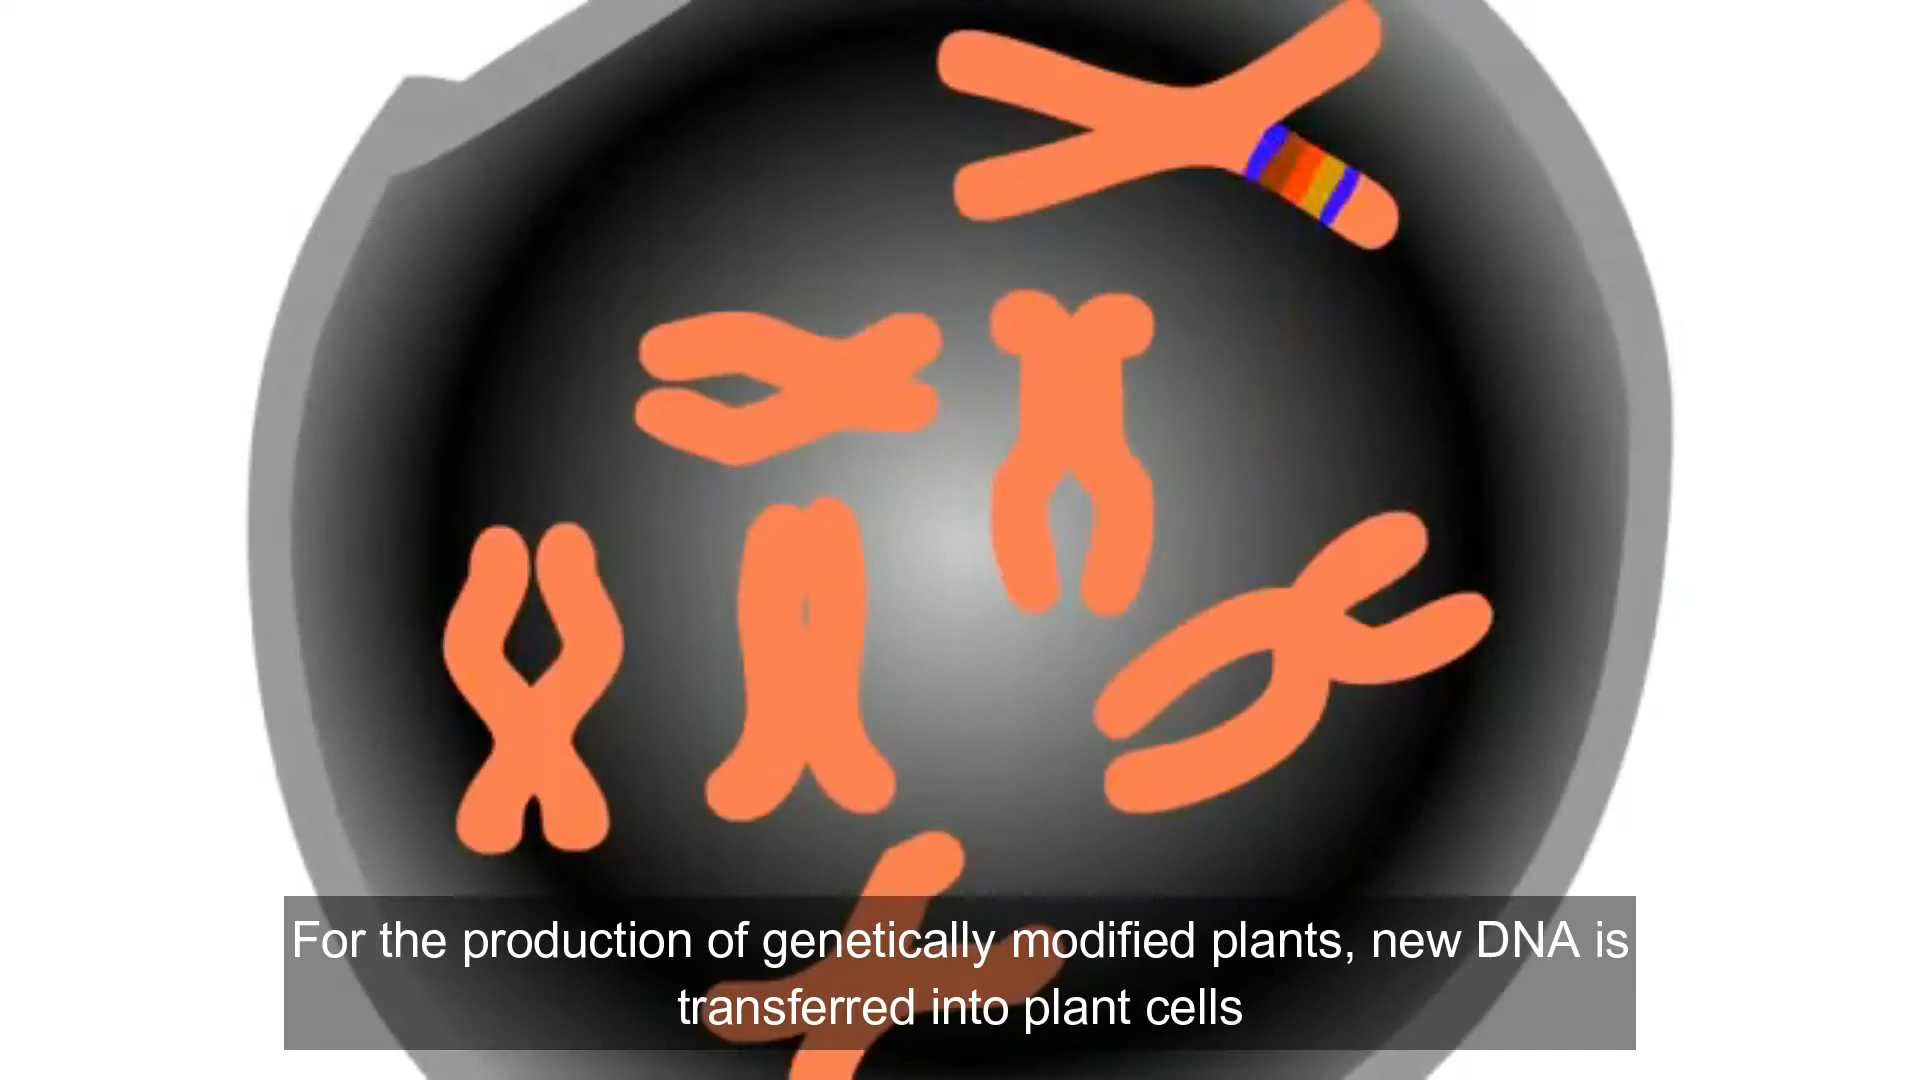 For the production of genetically modified plants, new DNA is
transferred into plant cells